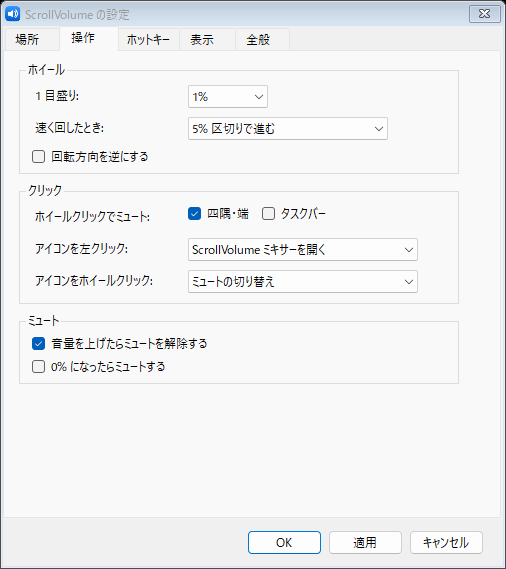 ScrollVolume の設定
場所 操作 ホットキー 表示 全般
ホイール
1 目盛り: 1%
速く回したとき: 5% 区切りで進む
回転方向を逆にする
クリック
ホイールクリックでミュート: 四隅・端 タスクバー
アイコンを左クリック: ScrollVolume ミキサーを開く
アイコンをホイールクリック: ミュートの切り替え
ミュート
音量を上げたらミュートを解除する
0% になったらミュートする
OK 適用 キャンセル